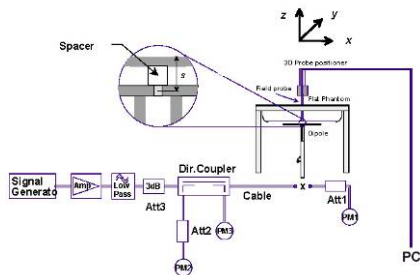 z
y
x
Spacer
s
3D Probe positioner
Field probe
Flat Phantom
Dipole
Signal
Generato
Amp
Low
Pass
3dB
Att3
Dir.Coupler
Cable
x
Att1
PM1
Att2
PM3
PM2
PC